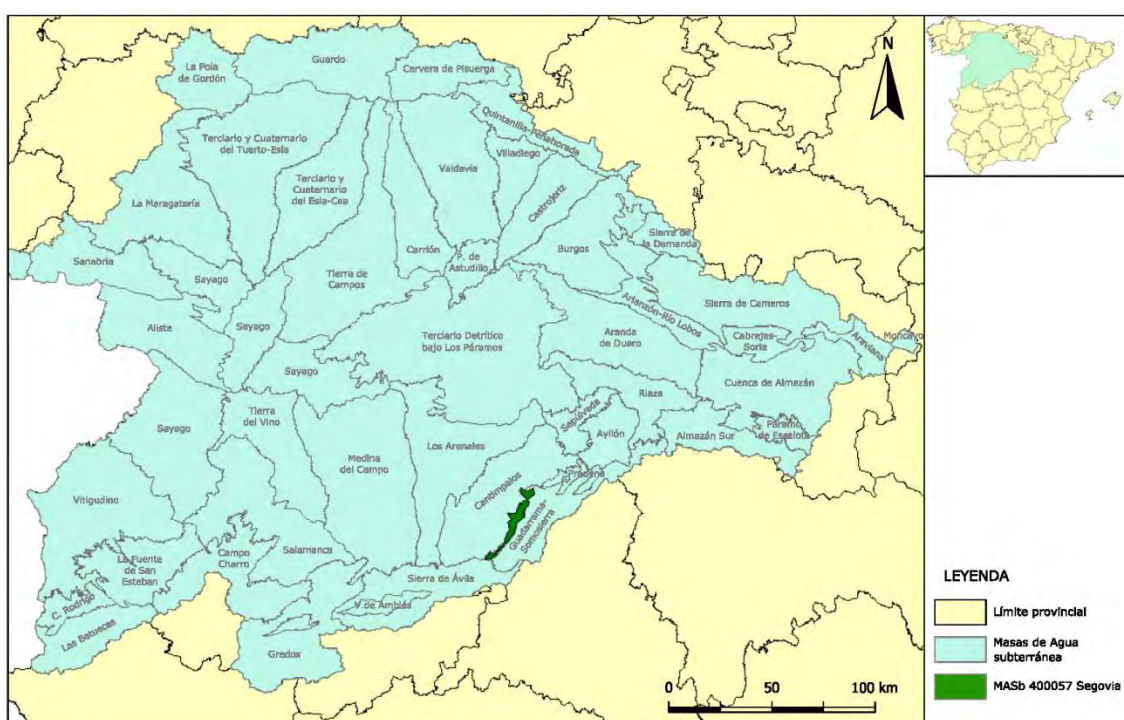 La Pola
de Gordón
Guardo
Cervera de Pisuerga
N
Quintanilla-Peñahorada
Terciario y Cuaternario
del Tuerto-Esla
Valdavia
Villadiego
Terciario y
Cuaternario
del Esla-Cea
Castrojeriz
La Maragatería
Sierra de
la Demanda
Carrión
P. de
Astudillo
Burgos
Sanabria
Sayago
Tierra de
Campos
Sierra de Cameros
Arlanzón-Río Lobos
Aliste
Sayago
Terciario Detrítico
bajo Los Páramos
Aranda
de Duero
Cabrejas-
Soria
Araviana
Moncayo
Sayago
Cuenca de Almazán
Riaza
Sayago
Tierra
del Vino
Sepúlveda
Ayllón
Almazán Sur
Páramo
de Escalote
Los Arenales
Medina
del Campo
Cantimpalos
Prádena
Vitigudino
Guadarrama-
Somosierra
La Fuente
de San
Esteban
Campo
Charro
Salamanca
Sierra de Ávila
C. Rodrigo
V. de Amblés
Las Batuecas
Gredos
LEYENDA
Límite provincial
Masas de Agua
subterránea
MASb 400057 Segovia
0 50 100 km